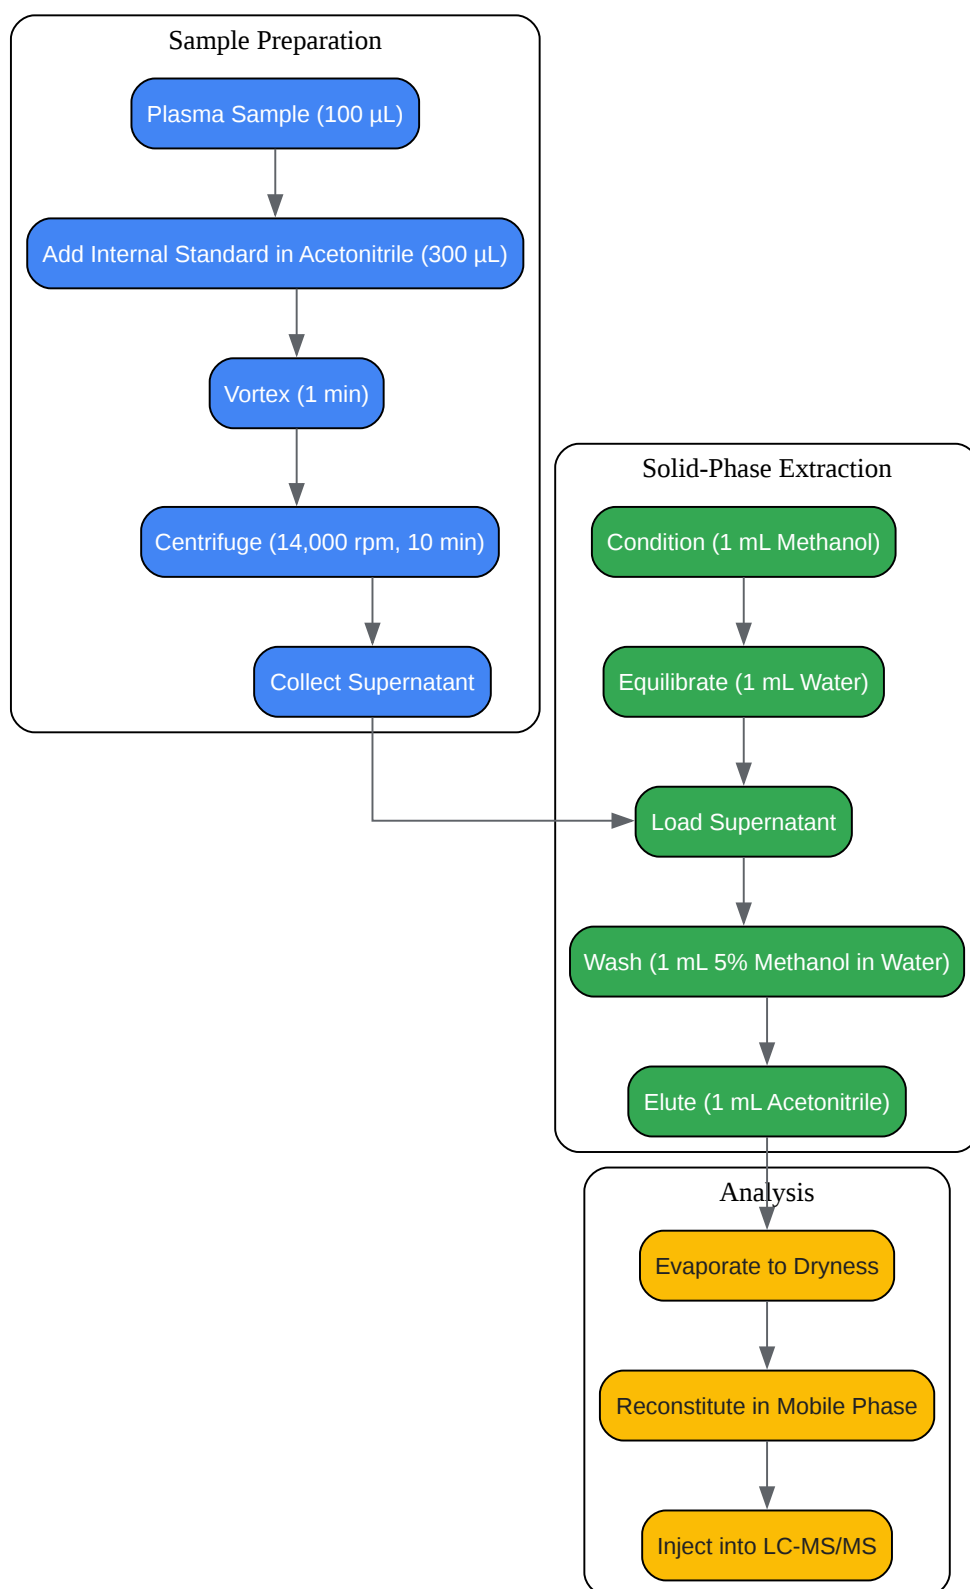 Sample Preparation
Plasma Sample (100 µL)
Add Internal Standard in Acetonitrile (300 µL)
Vortex (1 min)
Centrifuge (14,000 rpm, 10 min)
Collect Supernatant
Solid-Phase Extraction
Condition (1 mL Methanol)
Equilibrate (1 mL Water)
Load Supernatant
Wash (1 mL 5% Methanol in Water)
Elute (1 mL Acetonitrile)
Analysis
Evaporate to Dryness
Reconstitute in Mobile Phase
Inject into LC-MS/MS